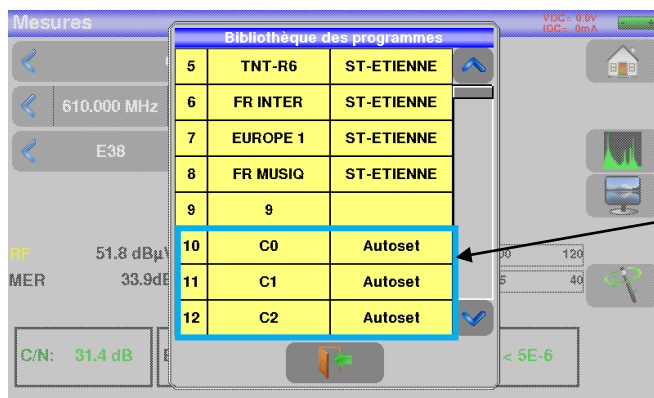 Mesures
VDC= 0.0V
IDC= 0mA
Bibliothèque des programmes
5 TNT-R6 ST-ETIENNE
6 FR INTER ST-ETIENNE
610.000 MHz
7 EUROPE 1 ST-ETIENNE
E38
8 FR MUSIQ ST-ETIENNE
9 9
10 C0 Autoset
RF 51.8 dBµV
120
11 C1 Autoset
MER 33.9dB
40
12 C2 Autoset
C/N: 31.4 dB
< 5E-6